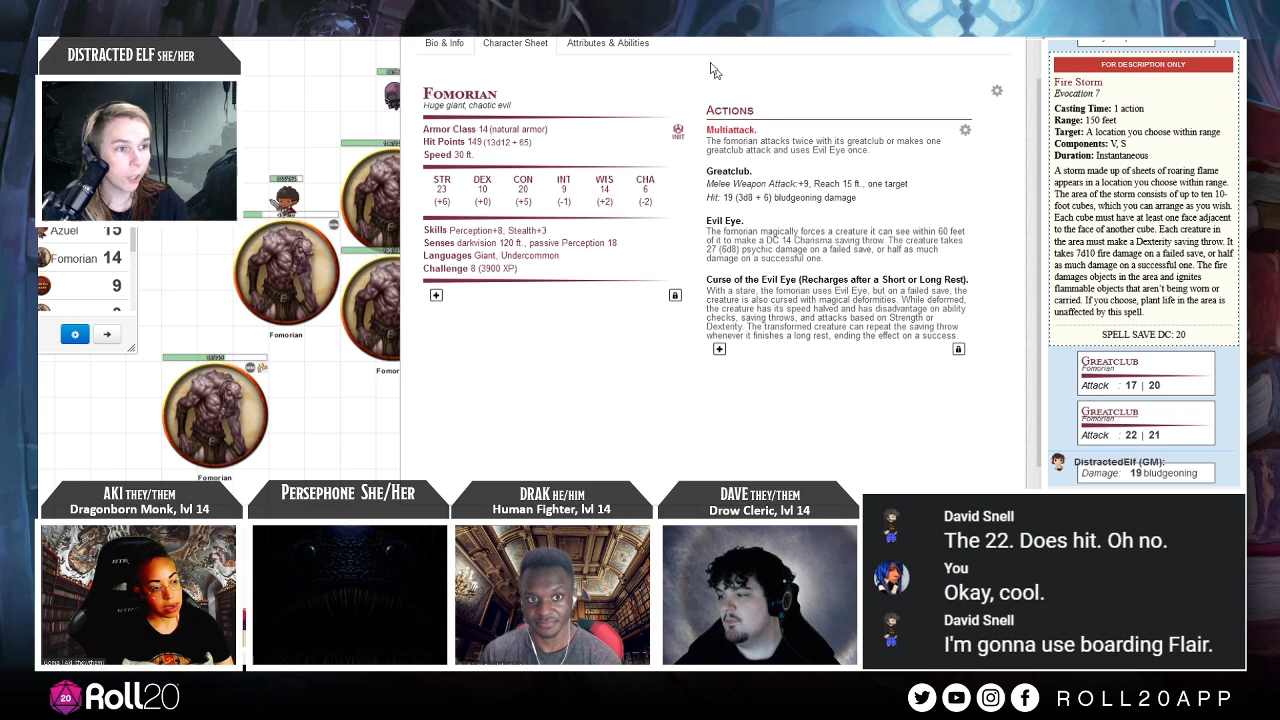 DISTRACTED ELF SHE/HER
Azuel 15
Fomorian 14
9
Fomorian
Fomorian
Bio & Info
Character Sheet
Attributes & Abilities
FOMORIAN
Huge giant, chaotic evil
Armor Class 14 (natural armor)
Hit Points 149 (13d12 + 65)
Speed 30 ft.
INIT
STR DEX CON INT WIS CHA
23 10 20 9 14 6
(+6) (+0) (+5) (-1) (+2) (-2)
Skills Perception+8, Stealth+3
Senses darkvision 120 ft., passive Perception 18
Languages Giant, Undercommon
Challenge 8 (3900 XP)
ACTIONS
Multiattack.
The fomorian attacks twice with its greatclub or makes one
greatclub attack and uses Evil Eye once.
Greatclub.
Melee Weapon Attack:+9, Reach 15 ft., one target
Hit: 19 (3d8 + 6) bludgeoning damage
Evil Eye.
The fomorian magically forces a creature it can see within 60 feet
of it to make a DC 14 Charisma saving throw. The creature takes
27 (6d8) psychic damage on a failed save, or half as much
damage on a successful one.
Curse of the Evil Eye (Recharges after a Short or Long Rest).
With a stare, the fomorian uses Evil Eye, but on a failed save, the
creature is also cursed with magical deformities. While deformed,
the creature has its speed halved and has disadvantage on ability
checks, saving throws, and attacks based on Strength or
Dexterity. The transformed creature can repeat the saving throw
whenever it finishes a long rest, ending the effect on a success.
FOR DESCRIPTION ONLY
Fire Storm
Evocation 7
Casting Time: 1 action
Range: 150 feet
Target: A location you choose within range
Components: V, S
Duration: Instantaneous
A storm made up of sheets of roaring flame
appears in a location you choose within range.
The area of the storm consists of up to ten 10-
foot cubes, which you can arrange as you wish.
Each cube must have at least one face adjacent
to the face of another cube. Each creature in
the area must make a Dexterity saving throw. It
takes 7d10 fire damage on a failed save, or half
as much damage on a successful one. The fire
damages objects in the area and ignites
flammable objects that aren't being worn or
carried. If you choose, plant life in the area is
unaffected by this spell.
SPELL SAVE DC: 20
GREATCLUB
Fomorian
Attack : 17 | 20
GREATCLUB
Fomorian
Attack : 22 | 21
DistractedElf (GM):
Damage: 19 bludgeoning
AKI THEY/THEM
Dragonborn Monk, lvl 14
PERSEPHONE SHE/HER
DRAK HE/HIM
Human Fighter, lvl 14
DAVE THEY/THEM
Drow Cleric, lvl 14
David Snell
The 22. Does hit. Oh no.
You
Okay, cool.
David Snell
I'm gonna use boarding Flair.
20 Roll20
ROLL20APP